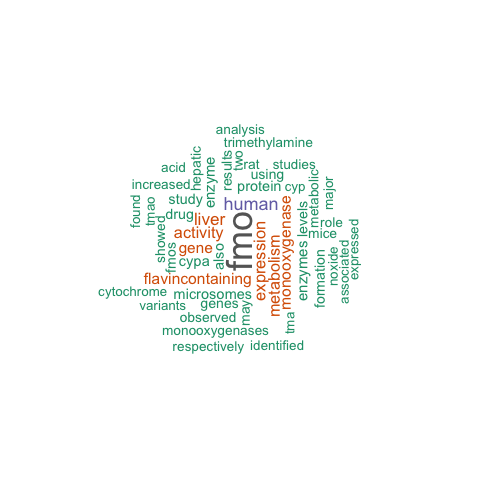 analysis
trimethylamine
hepatic
results
two
rat
studies
acid
enzyme
using
increased
protein
cyp
metabolic
major
found
tmao
study
human
drug
liver
fmo
monooxygenase
levels
role
mice
activity
showed
fmos
gene
also
expression
metabolism
enzymes
cypa
noxide
associated
expressed
flavincontaining
formation
cytochrome
microsomes
variants
genes
may
tma
observed
monooxygenases
respectively
identified